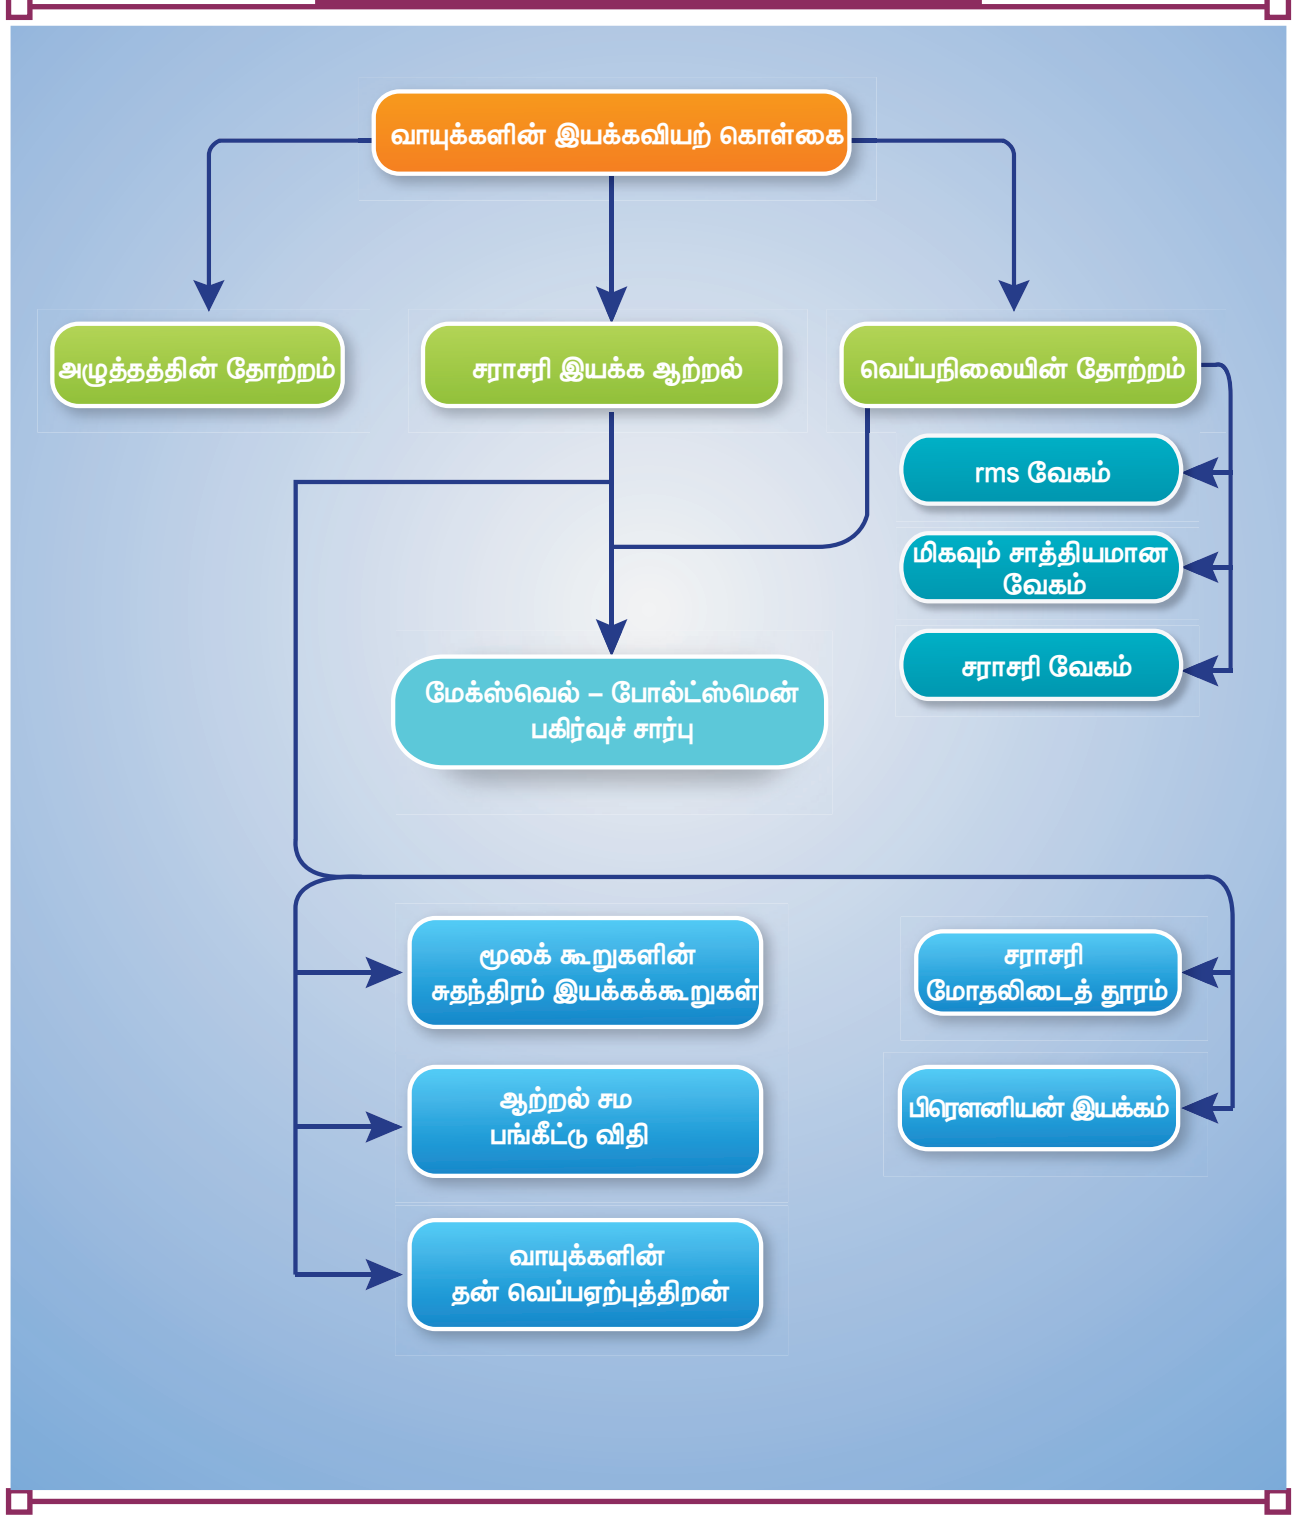 வாயுக்களின் இயக்கவியற் கொள்கை
அழுத்தத்தின் தோற்றம்
சராசரி இயக்க ஆற்றல்
வெப்பநிலையின் தோற்றம்
rms வேகம்
மிகவும் சாத்தியமான
வேகம்
சராசரி வேகம்
மேக்ஸ்வெல் – போல்ட்ஸ்மென்
பகிர்வுச் சார்பு
மூலக் கூறுகளின்
சுதந்திரம் இயக்கக்கூறுகள்
சராசரி
மோதலிடைத் தூரம்
ஆற்றல் சம
பங்கீட்டு விதி
பிரௌனியன் இயக்கம்
வாயுக்களின்
தன் வெப்பஏற்புத்திறன்